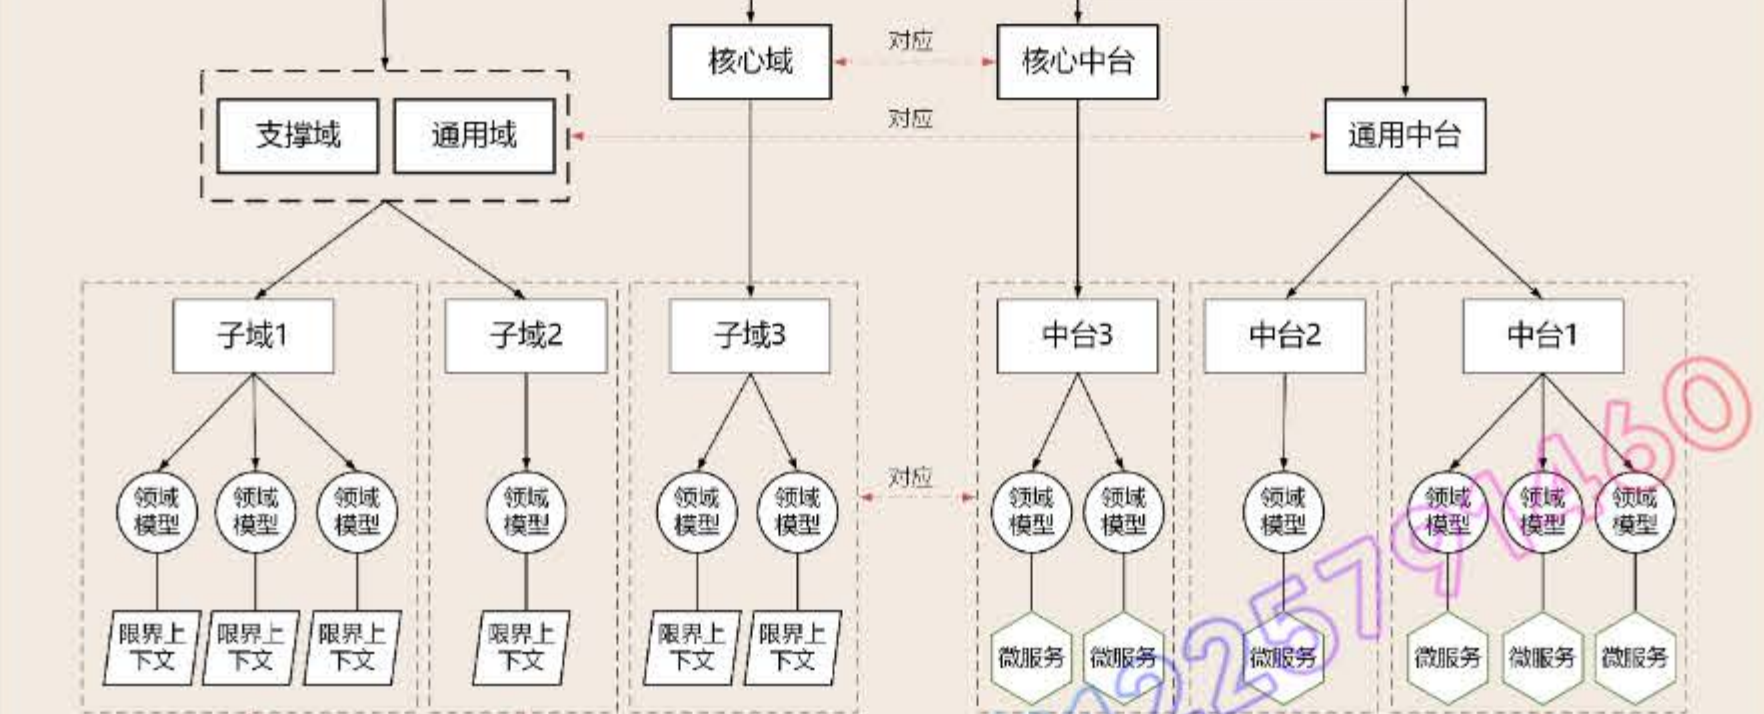 核心域
对应
核心中台
支撑域
通用域
对应
通用中台
子域1
子域2
子域3
中台3
中台2
中台1
对应
领域
模型
领域
模型
领域
模型
领域
模型
领域
模型
领域
模型
领域
模型
领域
模型
领域
模型
领域
模型
领域
模型
领域
模型
限界上
下文
限界上
下文
限界上
下文
限界上
下文
限界上
下文
限界上
下文
微服务
微服务
微服务
微服务
微服务
微服务